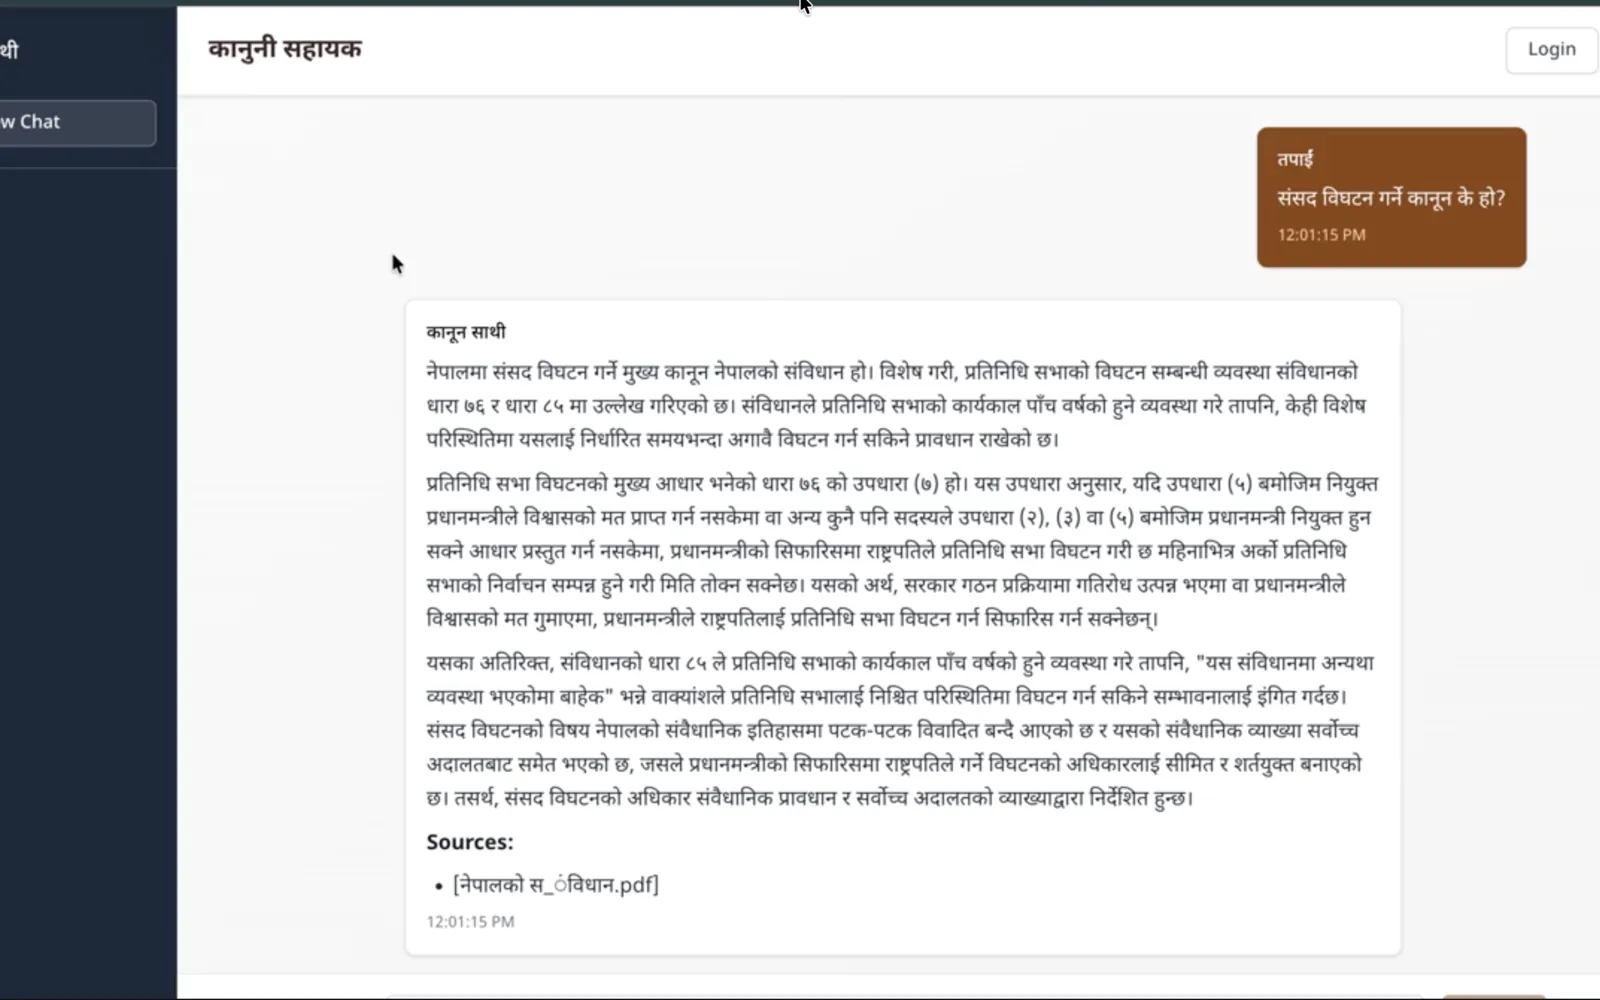 थी
कानुनी सहायक
Login
w Chat
तपाईं
संसद विघटन गर्ने कानून के हो?
12:01:15 PM
कानून साथी
नेपालमा संसद विघटन गर्ने मुख्य कानून नेपालको संविधान हो। विशेष गरी, प्रतिनिधि सभाको विघटन सम्बन्धी व्यवस्था संविधानको
धारा ७६ र धारा ८५ मा उल्लेख गरिएको छ। संविधानले प्रतिनिधि सभाको कार्यकाल पाँच वर्षको हुने व्यवस्था गरे तापनि, केही विशेष
परिस्थितिमा यसलाई निर्धारित समयभन्दा अगावै विघटन गर्न सकिने प्रावधान राखेको छ।
प्रतिनिधि सभा विघटनको मुख्य आधार भनेको धारा ७६ को उपधारा (७) हो। यस उपधारा अनुसार, यदि उपधारा (५) बमोजिम नियुक्त
प्रधानमन्त्रीले विश्वासको मत प्राप्त गर्न नसकेमा वा अन्य कुनै पनि सदस्यले उपधारा (२), (३) वा (५) बमोजिम प्रधानमन्त्री नियुक्त हुन
सक्ने आधार प्रस्तुत गर्न नसकेमा, प्रधानमन्त्रीको सिफारिसमा राष्ट्रपतिले प्रतिनिधि सभा विघटन गरी छ महिनाभित्र अर्को प्रतिनिधि
सभाको निर्वाचन सम्पन्न हुने गरी मिति तोक्न सक्नेछ। यसको अर्थ, सरकार गठन प्रक्रियामा गतिरोध उत्पन्न भएमा वा प्रधानमन्त्रीले
विश्वासको मत गुमाएमा, प्रधानमन्त्रीले राष्ट्रपतिलाई प्रतिनिधि सभा विघटन गर्न सिफारिस गर्न सक्नेछन्।
यसका अतिरिक्त, संविधानको धारा ८५ ले प्रतिनिधि सभाको कार्यकाल पाँच वर्षको हुने व्यवस्था गरे तापनि, "यस संविधानमा अन्यथा
व्यवस्था भएकोमा बाहेक" भन्ने वाक्यांशले प्रतिनिधि सभालाई निश्चित परिस्थितिमा विघटन गर्न सकिने सम्भावनालाई इंगित गर्दछ।
संसद विघटनको विषय नेपालको संवैधानिक इतिहासमा पटक-पटक विवादित बन्दै आएको छ र यसको संवैधानिक व्याख्या सर्वोच्च
अदालतबाट समेत भएको छ, जसले प्रधानमन्त्रीको सिफारिसमा राष्ट्रपतिले गर्ने विघटनको अधिकारलाई सीमित र शर्तयुक्त बनाएको
छ। तसर्थ, संसद विघटनको अधिकार संवैधानिक प्रावधान र सर्वोच्च अदालतको व्याख्याद्वारा निर्देशित हुन्छ।
Sources:
• [नेपालको स_ंविधान.pdf]
12:01:15 PM